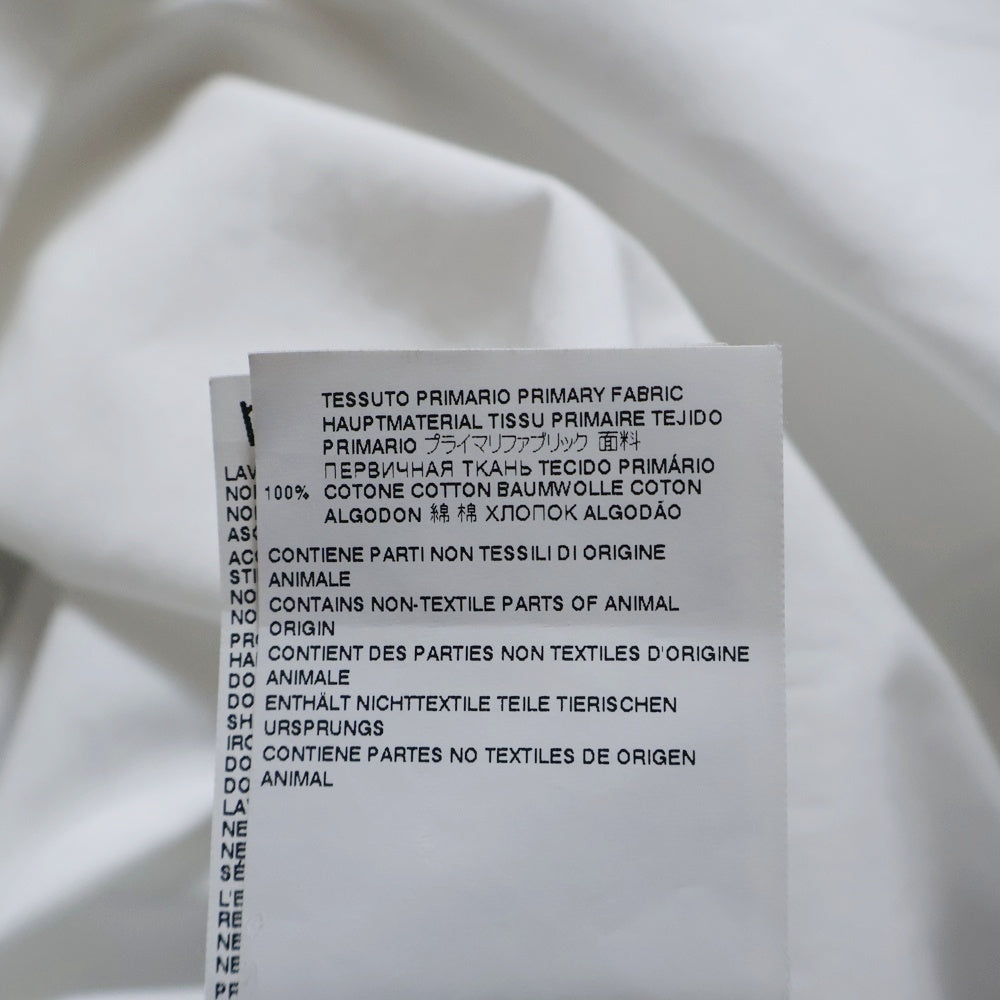 TESSUTO PRIMARIO PRIMARY FABRIC
HAUPTMATERIAL TISSU PRIMAIRE TEJIDO
PRIMARIO プライマリファブリック 面料
ПЕРВИЧНАЯ ТКАНЬ TECIDO PRIMÁRIO
100% COTONE COTTON BAUMWOLLE COTON
ALGODON 綿 棉 ХЛОПОК ALGODÃO
CONTIENE PARTI NON TESSILI DI ORIGINE
ANIMALE
CONTAINS NON-TEXTILE PARTS OF ANIMAL
ORIGIN
CONTIENT DES PARTIES NON TEXTILES D'ORIGINE
ANIMALE
ENTHÄLT NICHTTEXTILE TEILE TIERISCHEN
URSPRUNGS
CONTIENE PARTES NO TEXTILES DE ORIGEN
ANIMAL